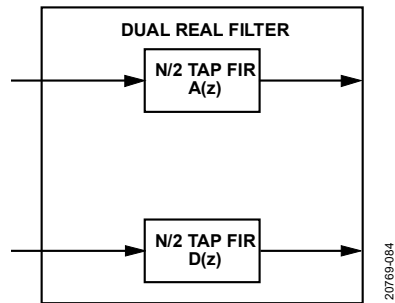 DUAL REAL FILTER
N/2 TAP FIR
A(z)
N/2 TAP FIR
D(z)
20769-084